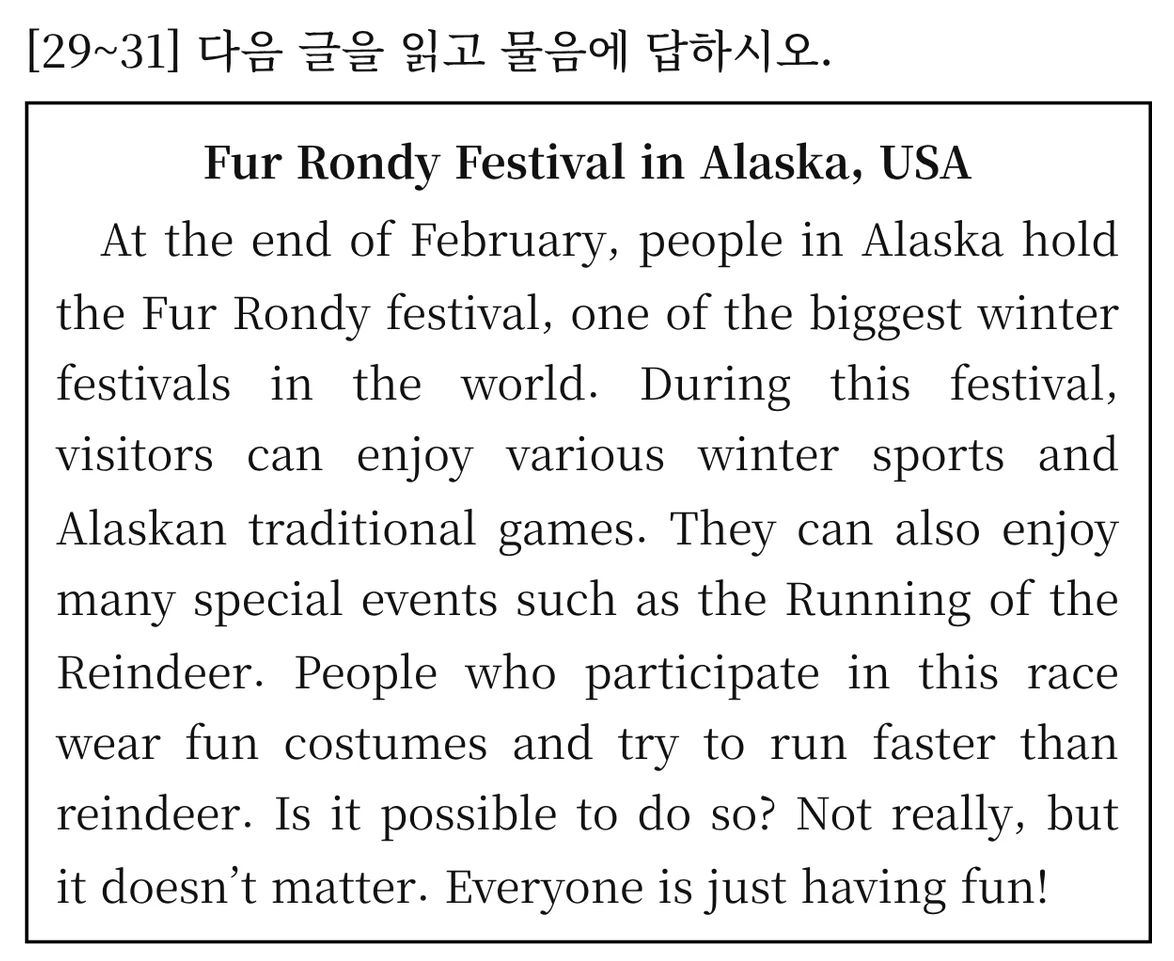 [29~31] 다음 글을 읽고 물음에 답하시오.
Fur Rondy Festival in Alaska, USA
At the end of February, people in Alaska hold
the Fur Rondy festival, one of the biggest winter
festivals in the world. During this festival,
visitors can enjoy various winter sports and
Alaskan traditional games. They can also enjoy
many special events such as the Running of the
Reindeer. People who participate in this race
wear fun costumes and try to run faster than
reindeer. Is it possible to do so? Not really, but
it doesn’t matter. Everyone is just having fun!